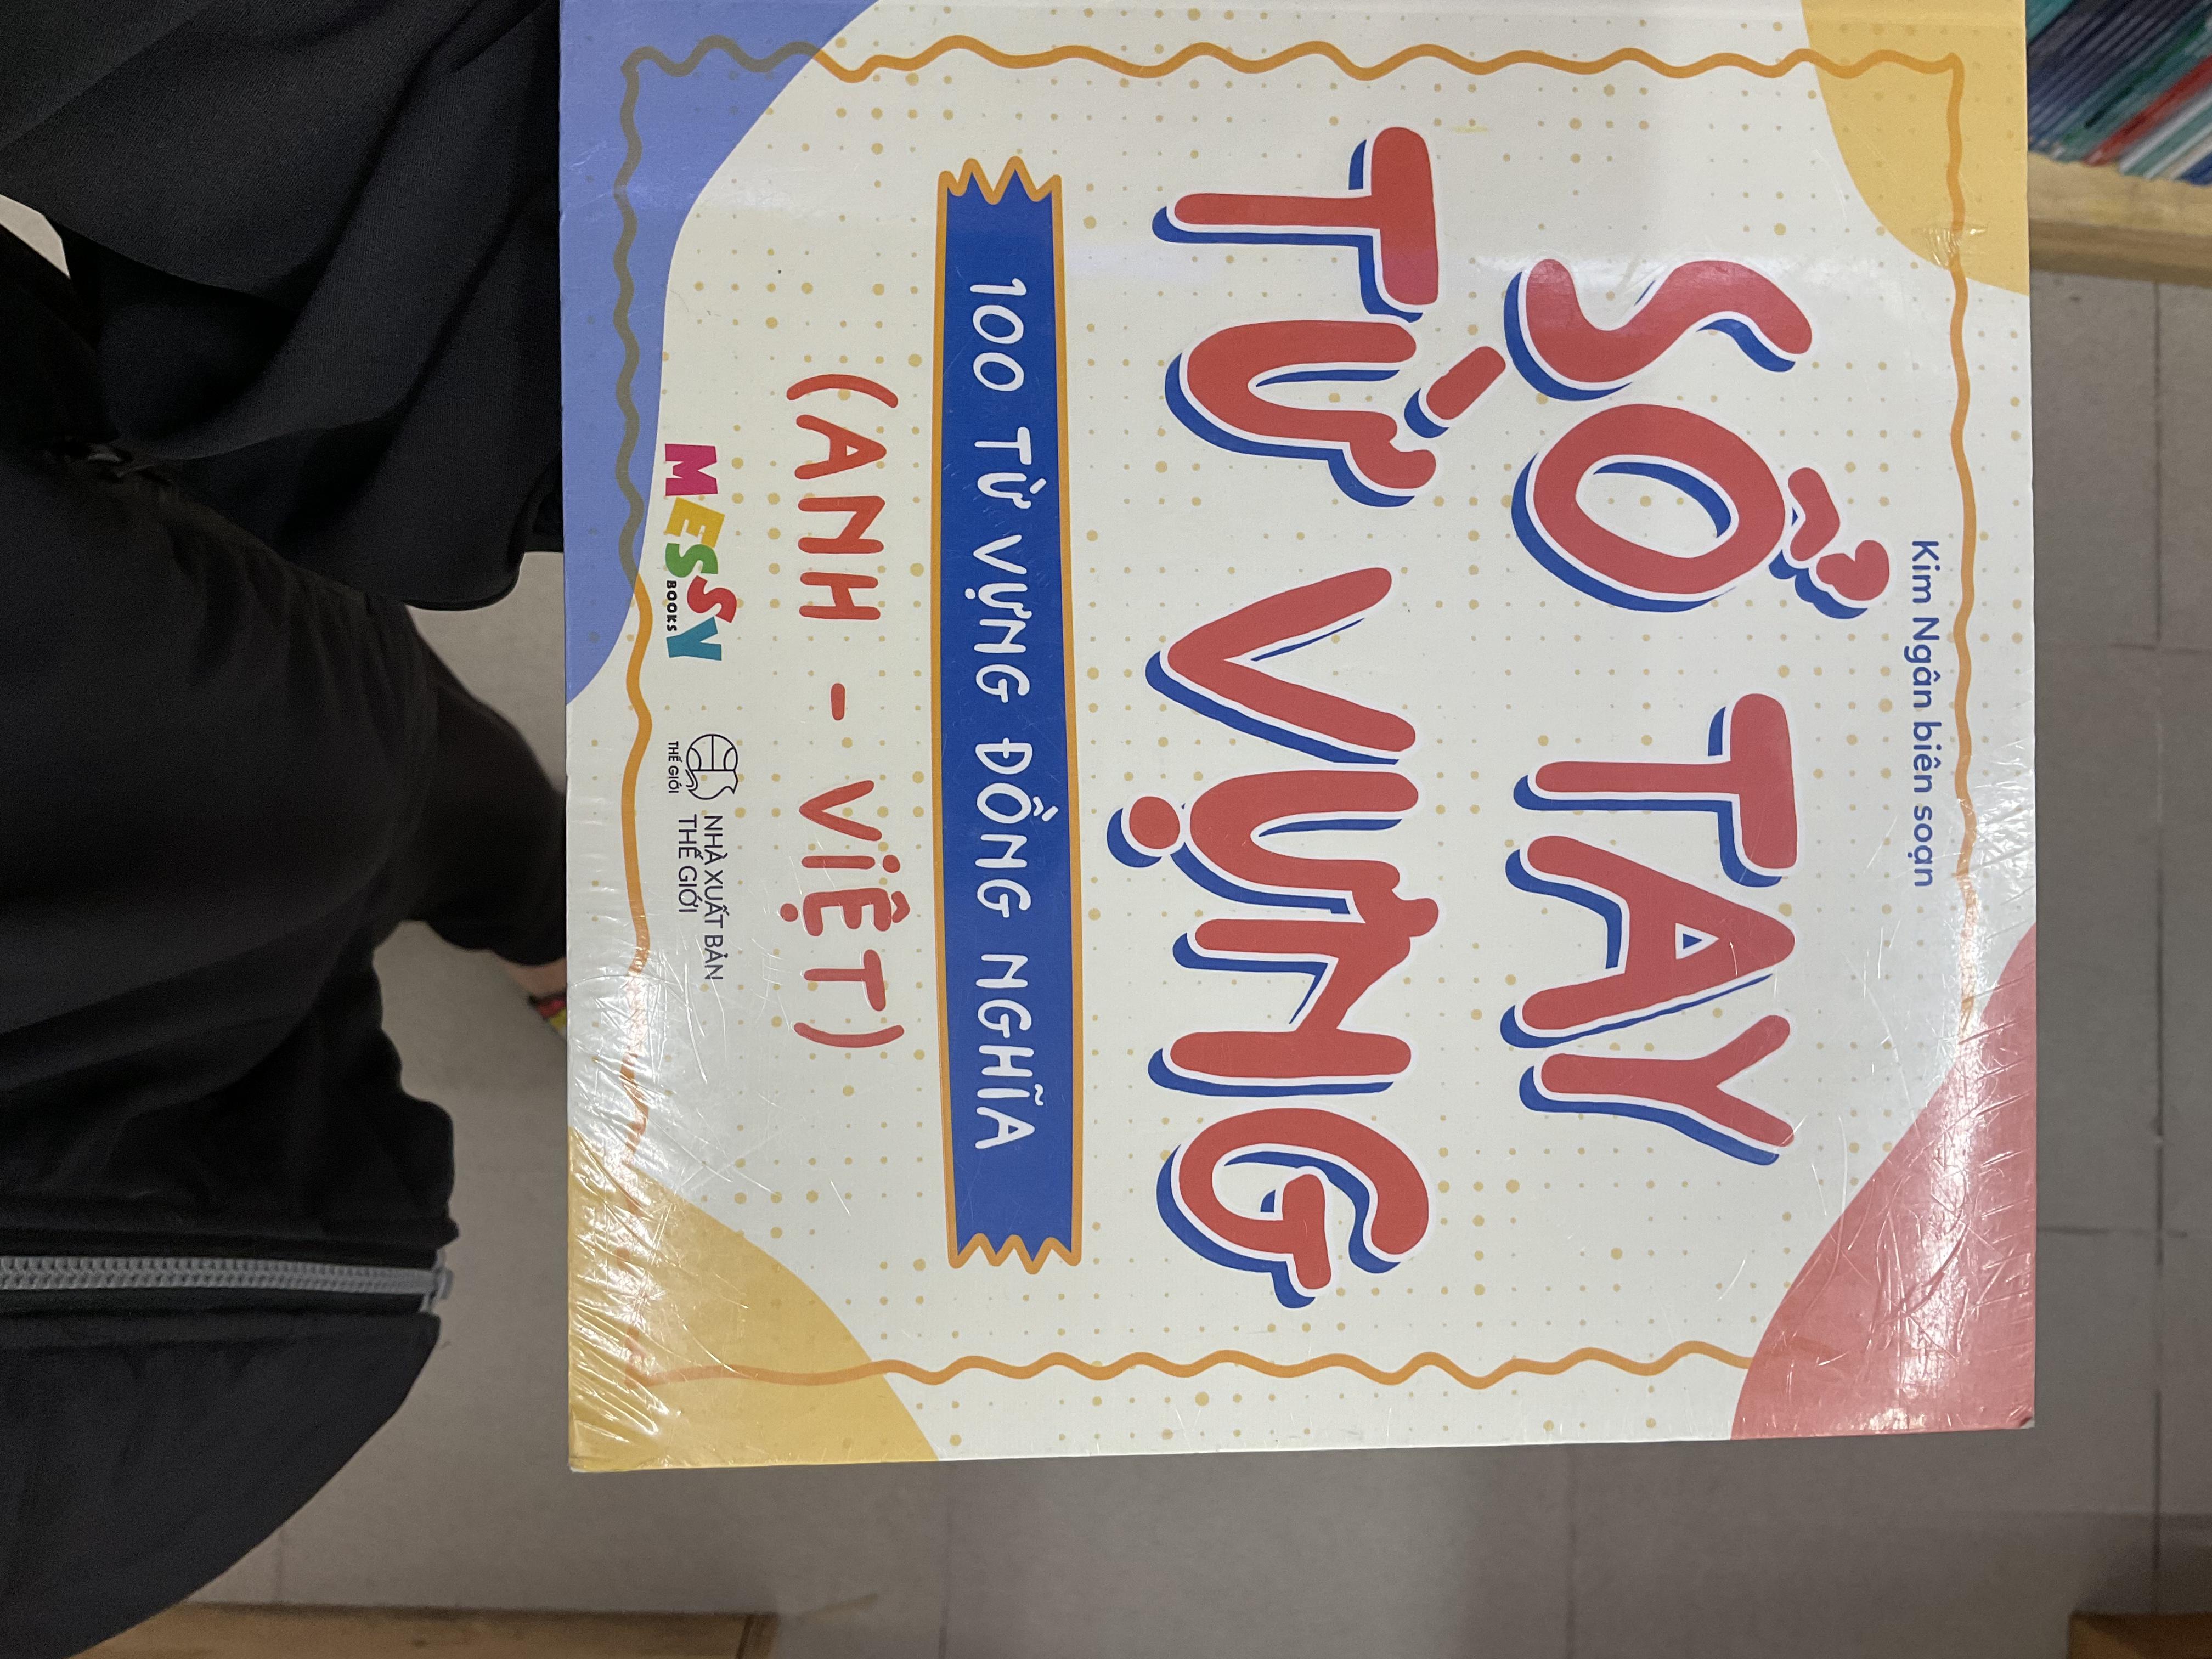 Kim Ngân biên soạn
SỔ TAY
TỪ VỰNG
100 TỪ VỰNG ĐỒNG NGHĨA
(ANH - VIỆT)
MESSY
BOOKS
THẾ GIỚI
NHÀ XUẤT BẢN
THẾ GIỚI